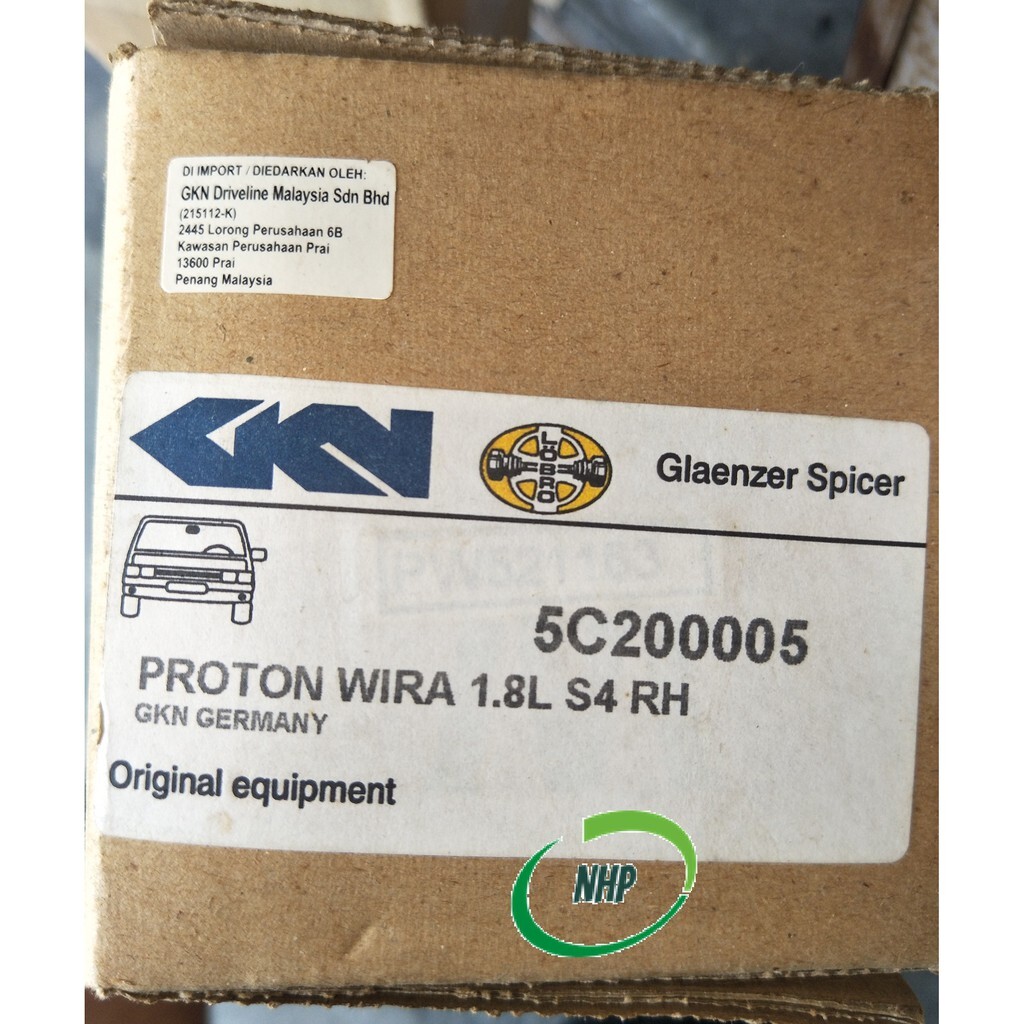 DI IMPORT / DIEDARKAN OLEH:
GKN Driveline Malaysia Sdn Bhd
(215112-K)
2445 Lorong Perusahaan 6B
Kawasan Perusahaan Prai
13600 Prai
Penang Malaysia
GKN
LÖBRO
Glaenzer Spicer
5C200005
PROTON WIRA 1.8L S4 RH
GKN GERMANY
Original equipment
NHP